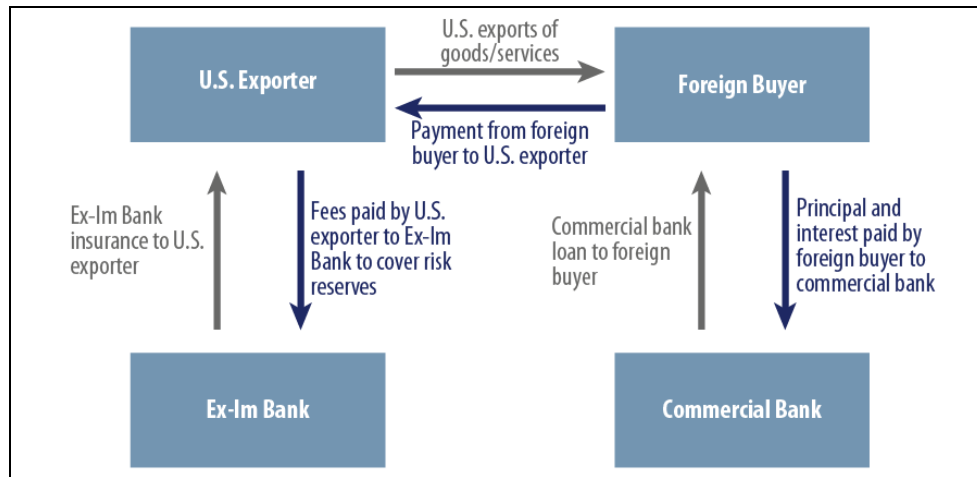 U.S. exports of
goods/services
U.S. Exporter
Foreign Buyer
Payment from foreign
buyer to U.S. exporter
Ex-Im Bank
insurance to U.S.
exporter
Fees paid by U.S.
exporter to Ex-Im
Bank to cover risk
reserves
Commercial bank
loan to foreign
buyer
Principal and
interest paid by
foreign buyer to
commercial bank
Ex-Im Bank
Commercial Bank